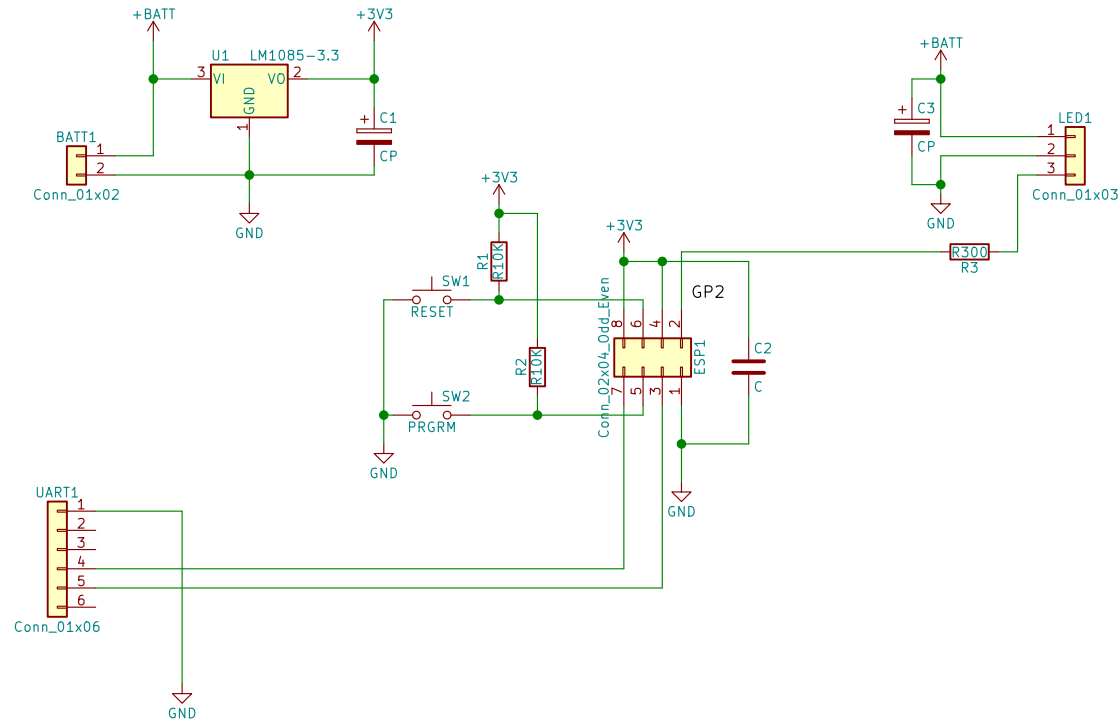 +BATT
+3V3
U1 LM1085-3.3
3 VI VO 2
GND
1
C1
CP
BATT1
1
2
Conn_01x02
GND
+BATT
C3
CP
LED1
1
2
3
Conn_01x03
GND
R300
R3
+3V3
R1
R10K
SW1
RESET
R2
R10K
SW2
PRGRM
GND
+3V3
GP2
Conn_02x04_Odd_Even
8 6 4 2
ESP1
7 5 3 1
C2
C
GND
UART1
1
2
3
4
5
6
Conn_01x06
GND